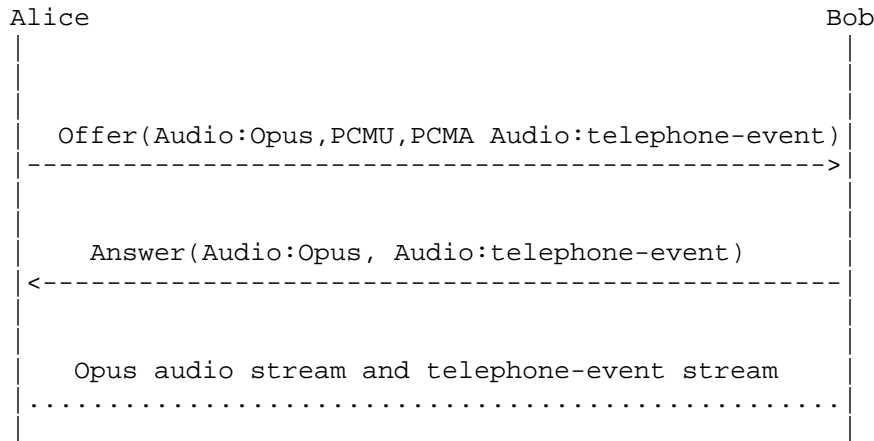 Alice Bob
Offer(Audio:Opus,PCMU,PCMA Audio:telephone-event)
Answer(Audio:Opus, Audio:telephone-event)
Opus audio stream and telephone-event stream